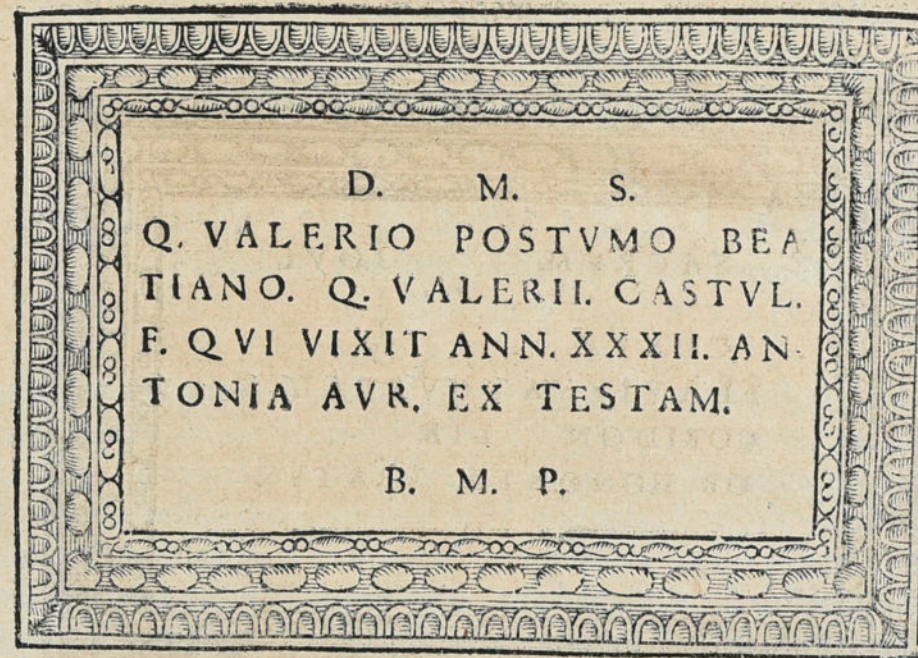 D. M. S.
Q. VALERIO POSTVMO BEA
TIANO. Q. VALERII. CASTVL.
F. QVI VIXIT ANN. XXXII. AN-
TONIA AVR. EX TESTAM.
B. M. P.